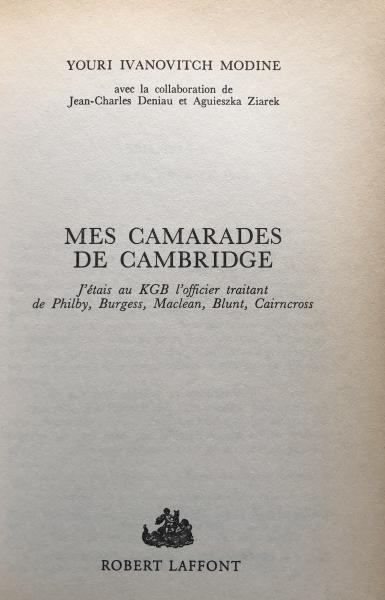 YOURI IVANOVITCH MODINE
avec la collaboration de
Jean-Charles Deniau et Aguieszka Ziarek
MES CAMARADES
DE CAMBRIDGE
J'étais au KGB l'officier traitant
de Philby, Burgess, Maclean, Blunt, Cairncross
ROBERT LAFFONT